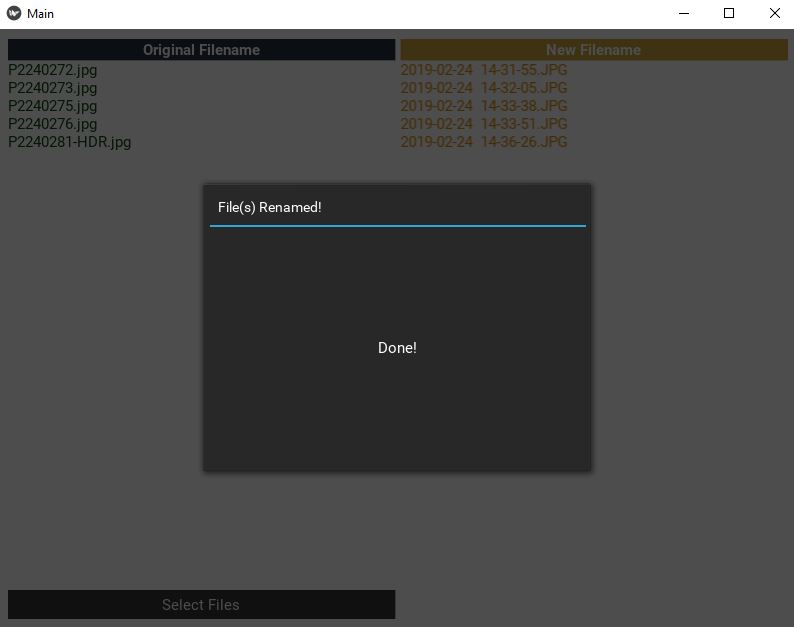 Main
Original Filename
New Filename
P2240272.jpg
2019-02-24 14-31-55.JPG
P2240273.jpg
2019-02-24 14-32-05.JPG
P2240275.jpg
2019-02-24 14-33-38.JPG
P2240276.jpg
2019-02-24 14-33-51.JPG
P2240281-HDR.jpg
2019-02-24 14-36-26.JPG
File(s) Renamed!
Done!
Select Files